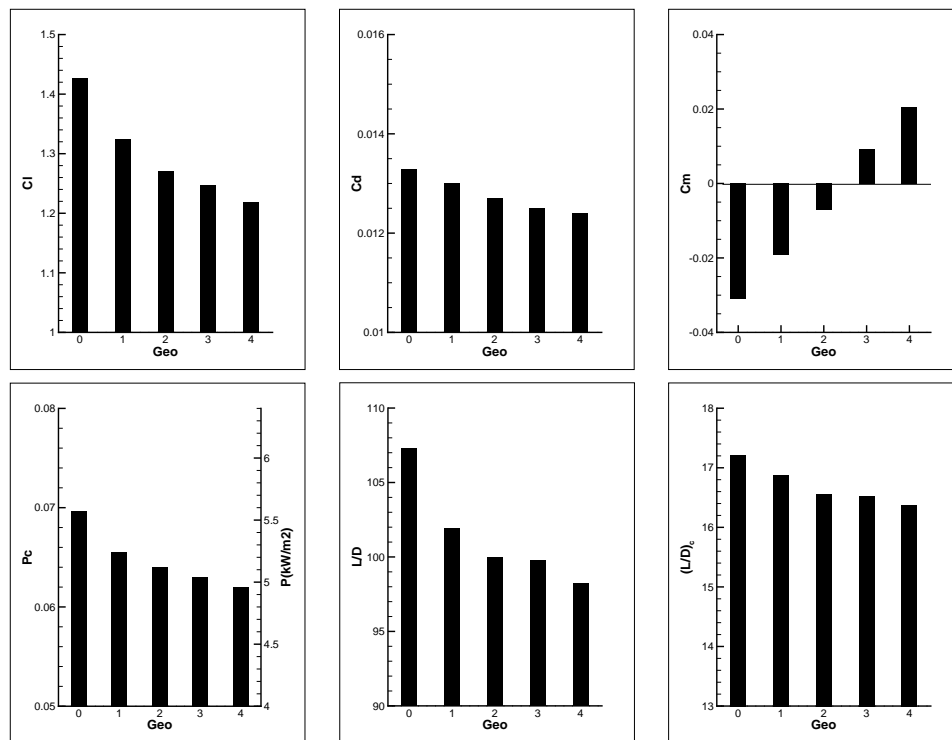 1.5
1.4
1.3
1.2
1.1
1
Cl
0 1 2 3 4
Geo
0.016
0.014
0.012
0.01
Cd
0 1 2 3 4
Geo
0.04
0.02
0
-0.02
-0.04
Cm
0 1 2 3 4
Geo
0.08
0.07
0.06
0.05
Pc
6
5.5
5
4.5
4
P(kW/m2)
0 1 2 3 4
Geo
110
105
100
95
90
L/D
0 1 2 3 4
Geo
18
17
16
15
14
13
(L/D)c
0 1 2 3 4
Geo